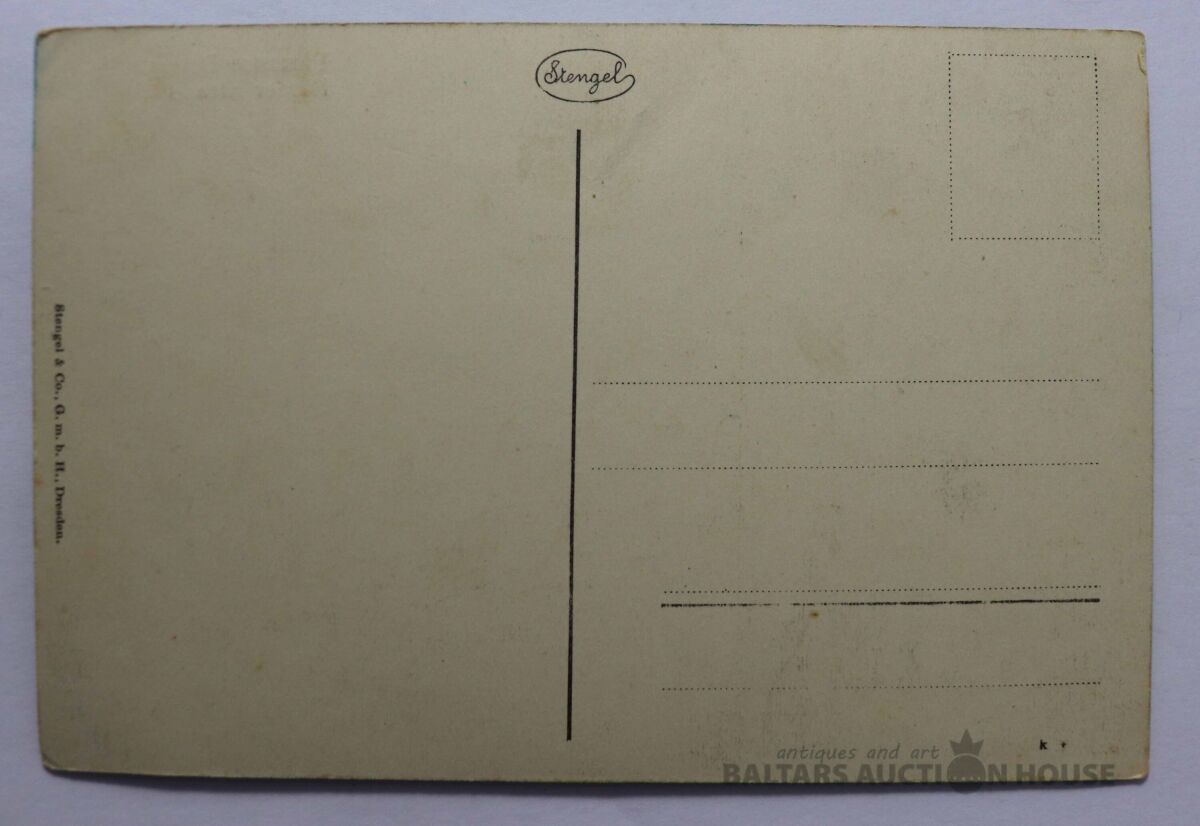 Stengel
Stengel & Co., G. m. b. H., Dresden.
k
antiques and art
BALTARS AUCTION HOUSE